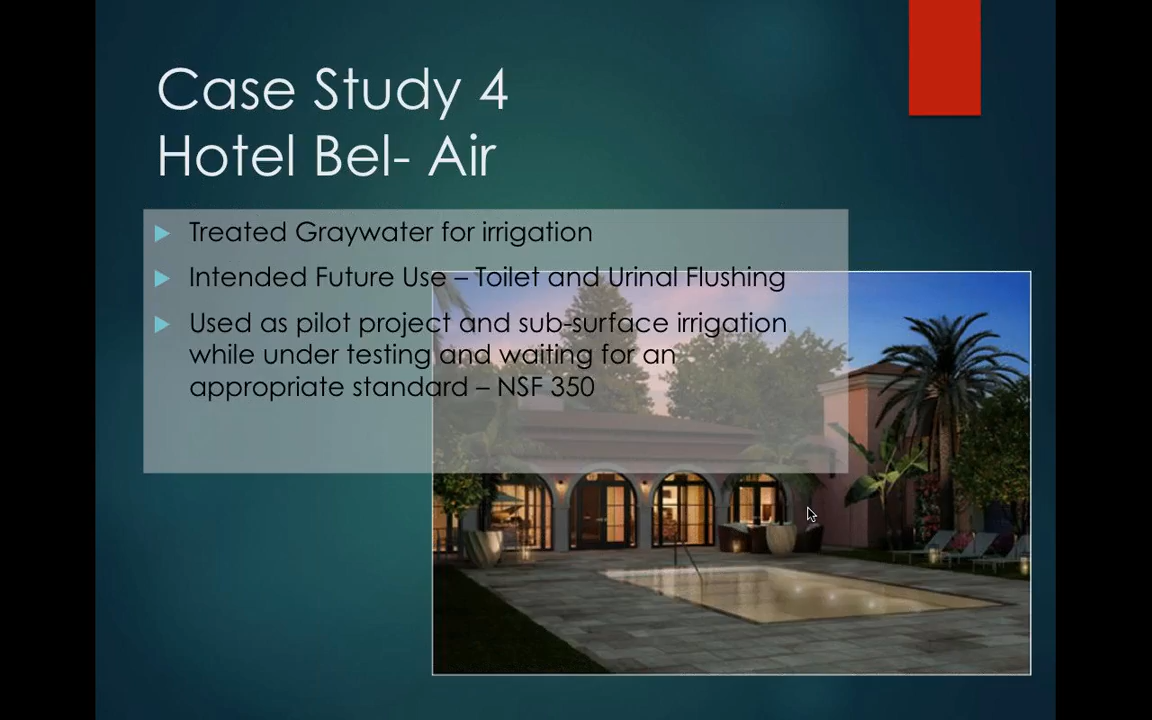 Case Study 4
Hotel Bel- Air
Treated Graywater for irrigation
Intended Future Use – Toilet and Urinal Flushing
Used as pilot project and sub-surface irrigation
while under testing and waiting for an
appropriate standard – NSF 350